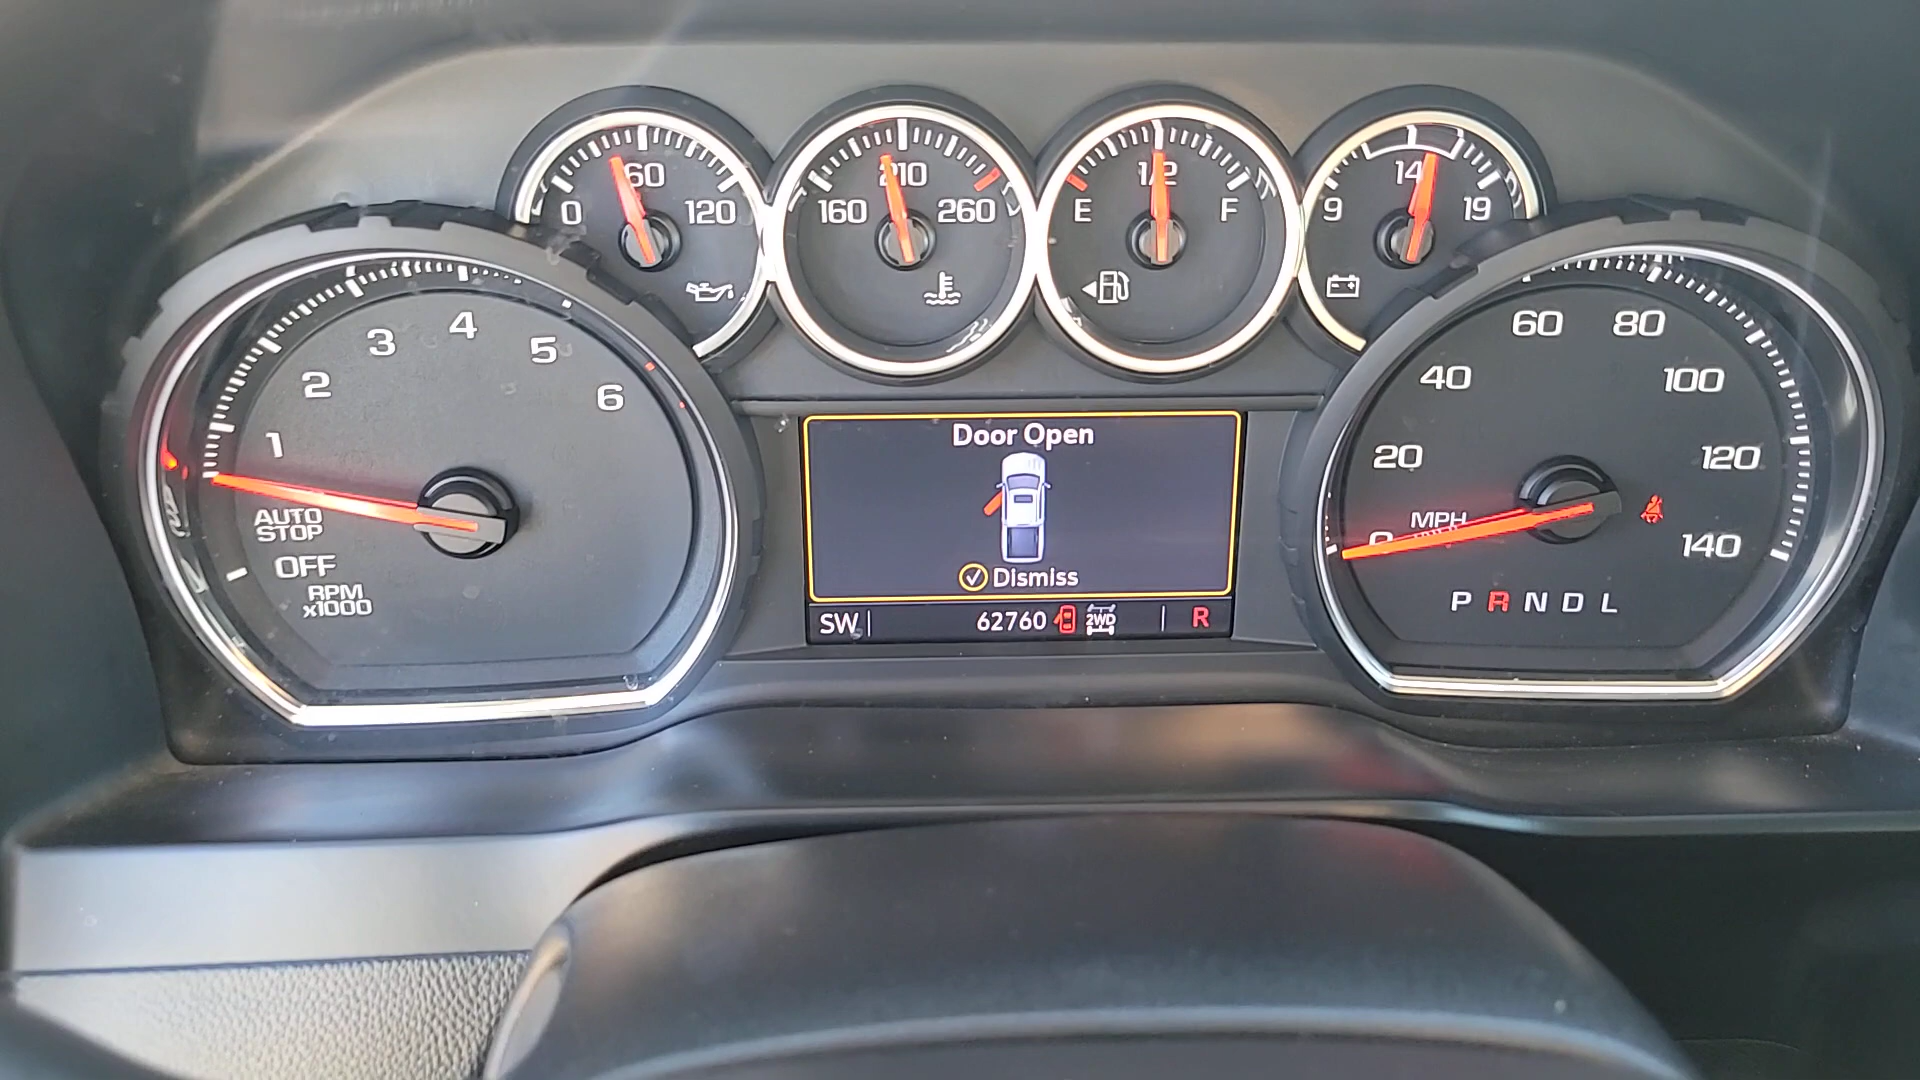 0 60 120
160 210 260
E 1/2 F
9 14 19
1 2 3 4 5 6
AUTO
STOP
OFF
RPM
x1000
Door Open
Dismiss
SW 62760 2WD R
0 20 40 60 80 100 120 140
MPH
P R N D L